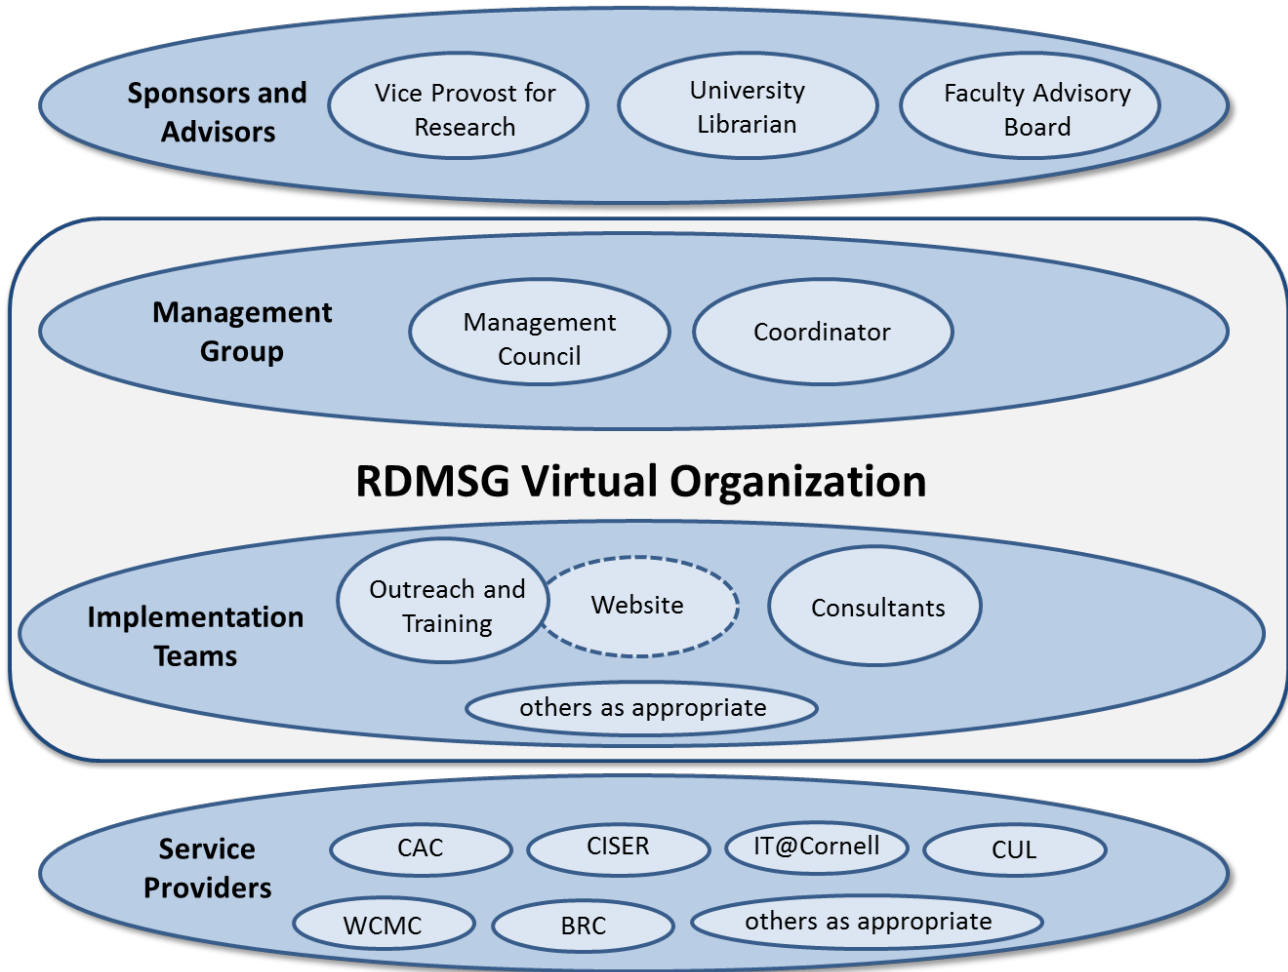 Sponsors and
Advisors
Vice Provost for
Research
University
Librarian
Faculty Advisory
Board
Management
Group
Management
Council
Coordinator
RDMSG Virtual Organization
Implementation
Teams
Outreach and
Training
Website
Consultants
others as appropriate
Service
Providers
CAC
CISER
IT@Cornell
CUL
WCMC
BRC
others as appropriate